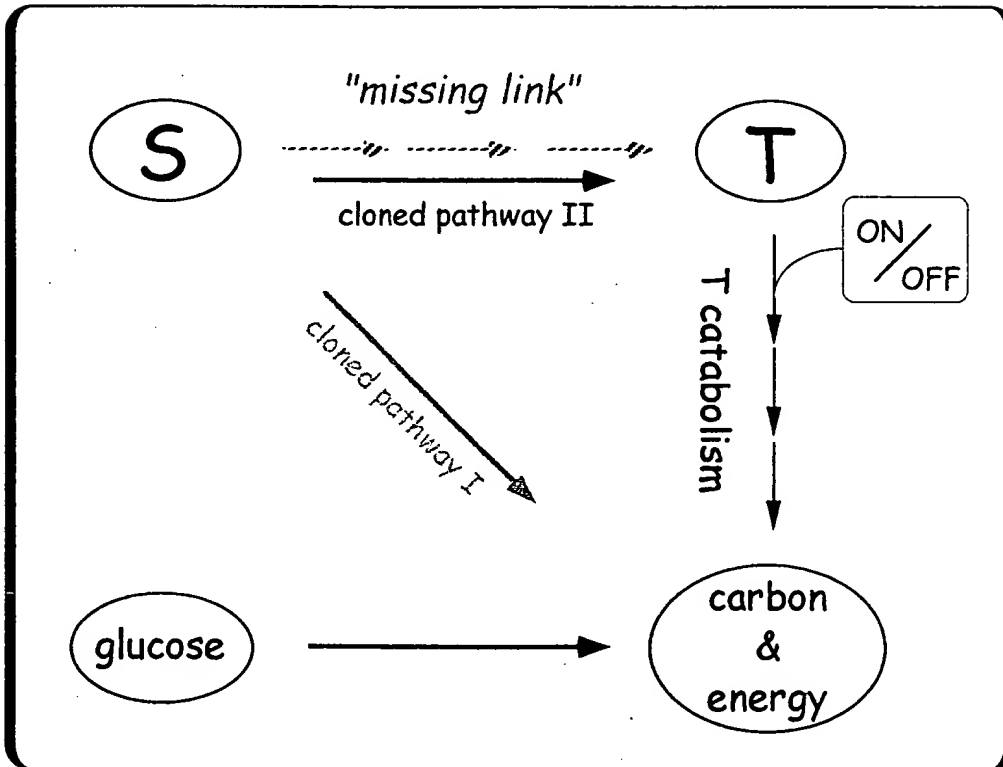 "missing link"
S
T
cloned pathway II
ON/OFF
T catabolism
cloned pathway I
glucose
carbon
&
energy